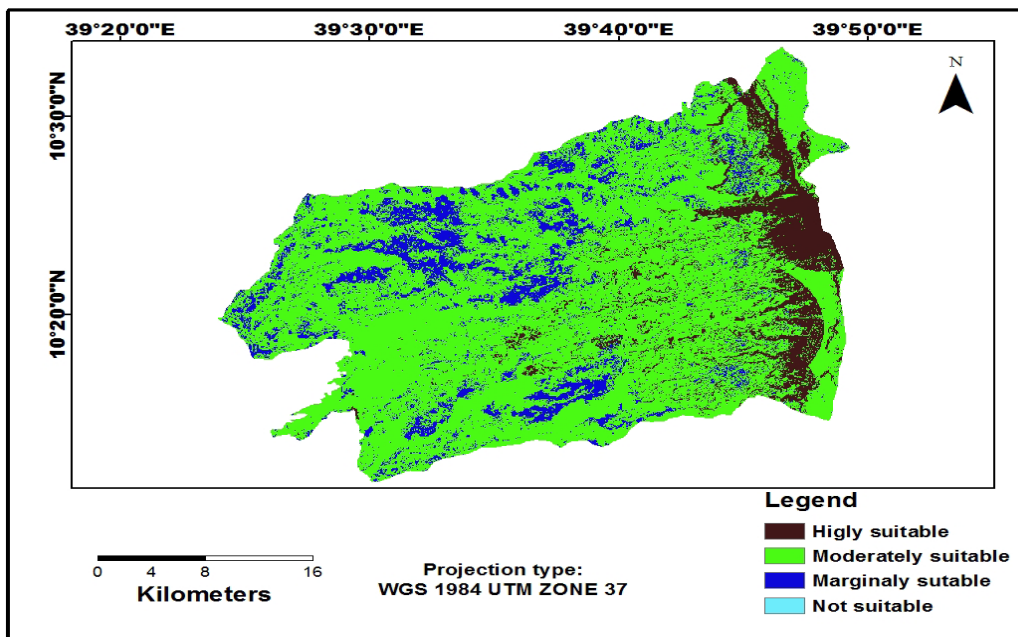 39°20'0"E 39°30'0"E 39°40'0"E 39°50'0"E
10°30'0"N
10°20'0"N
N
Legend
Higly suitable
Moderately suitable
Marginaly sutable
Not suitable
0 4 8 16
Kilometers
Projection type:
WGS 1984 UTM ZONE 37